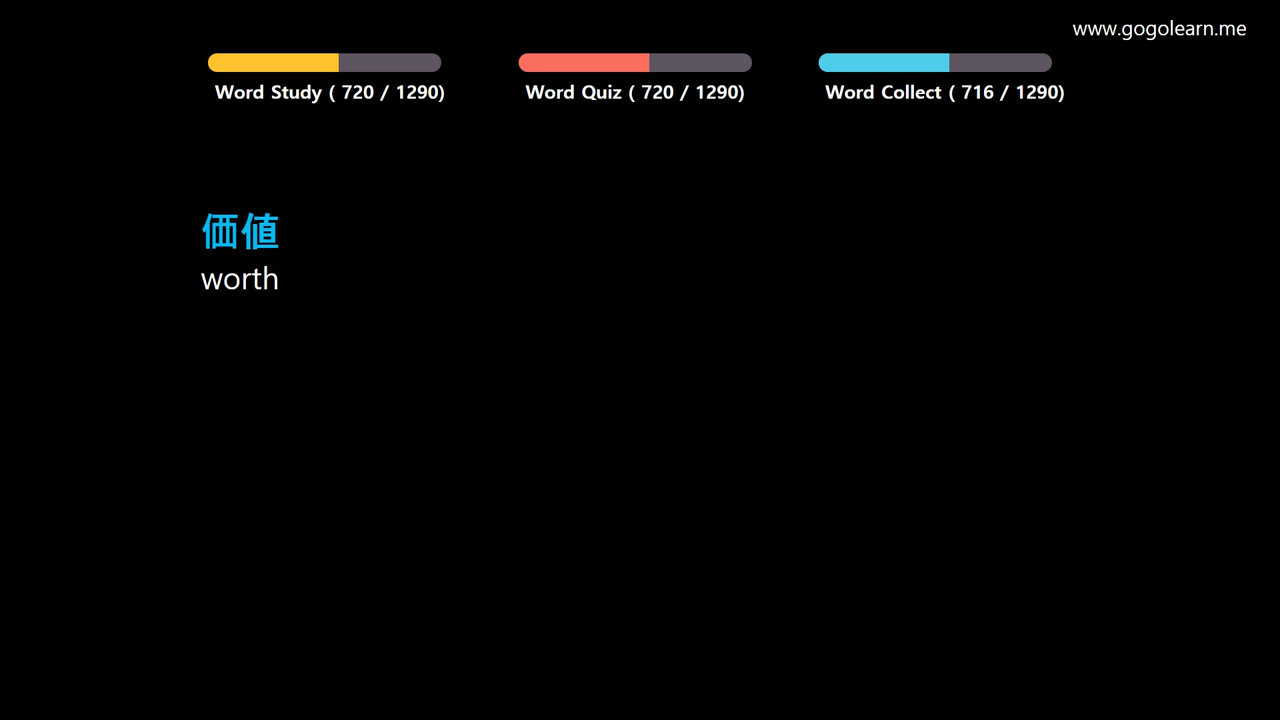 www.gogolearn.me
Word Study ( 720 / 1290)
Word Quiz ( 720 / 1290)
Word Collect ( 716 / 1290)
価値
worth